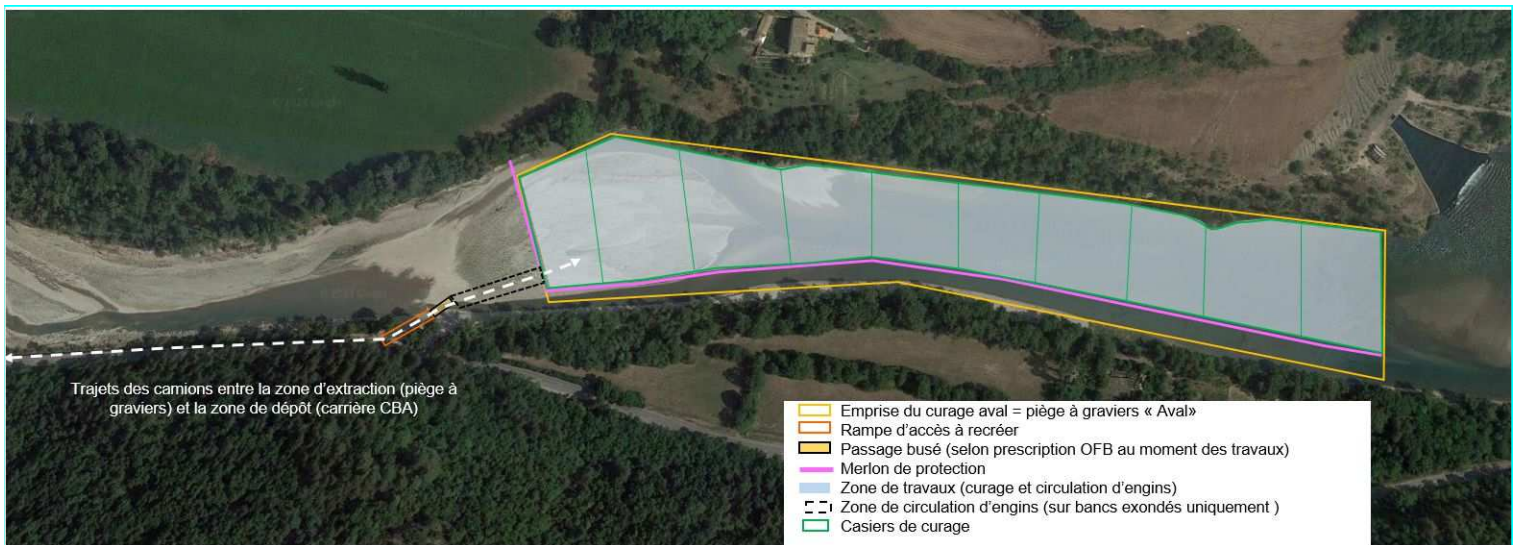 Trajets des camions entre la zone d'extraction (piège à
graviers) et la zone de dépôt (carrière CBA)
Emprise du curage aval = piège à graviers « Aval»
Rampe d'accès à recréer
Passage busé (selon prescription OFB au moment des travaux)
Merlon de protection
Zone de travaux (curage et circulation d'engins)
Zone de circulation d'engins (sur bancs exondés uniquement )
Casiers de curage